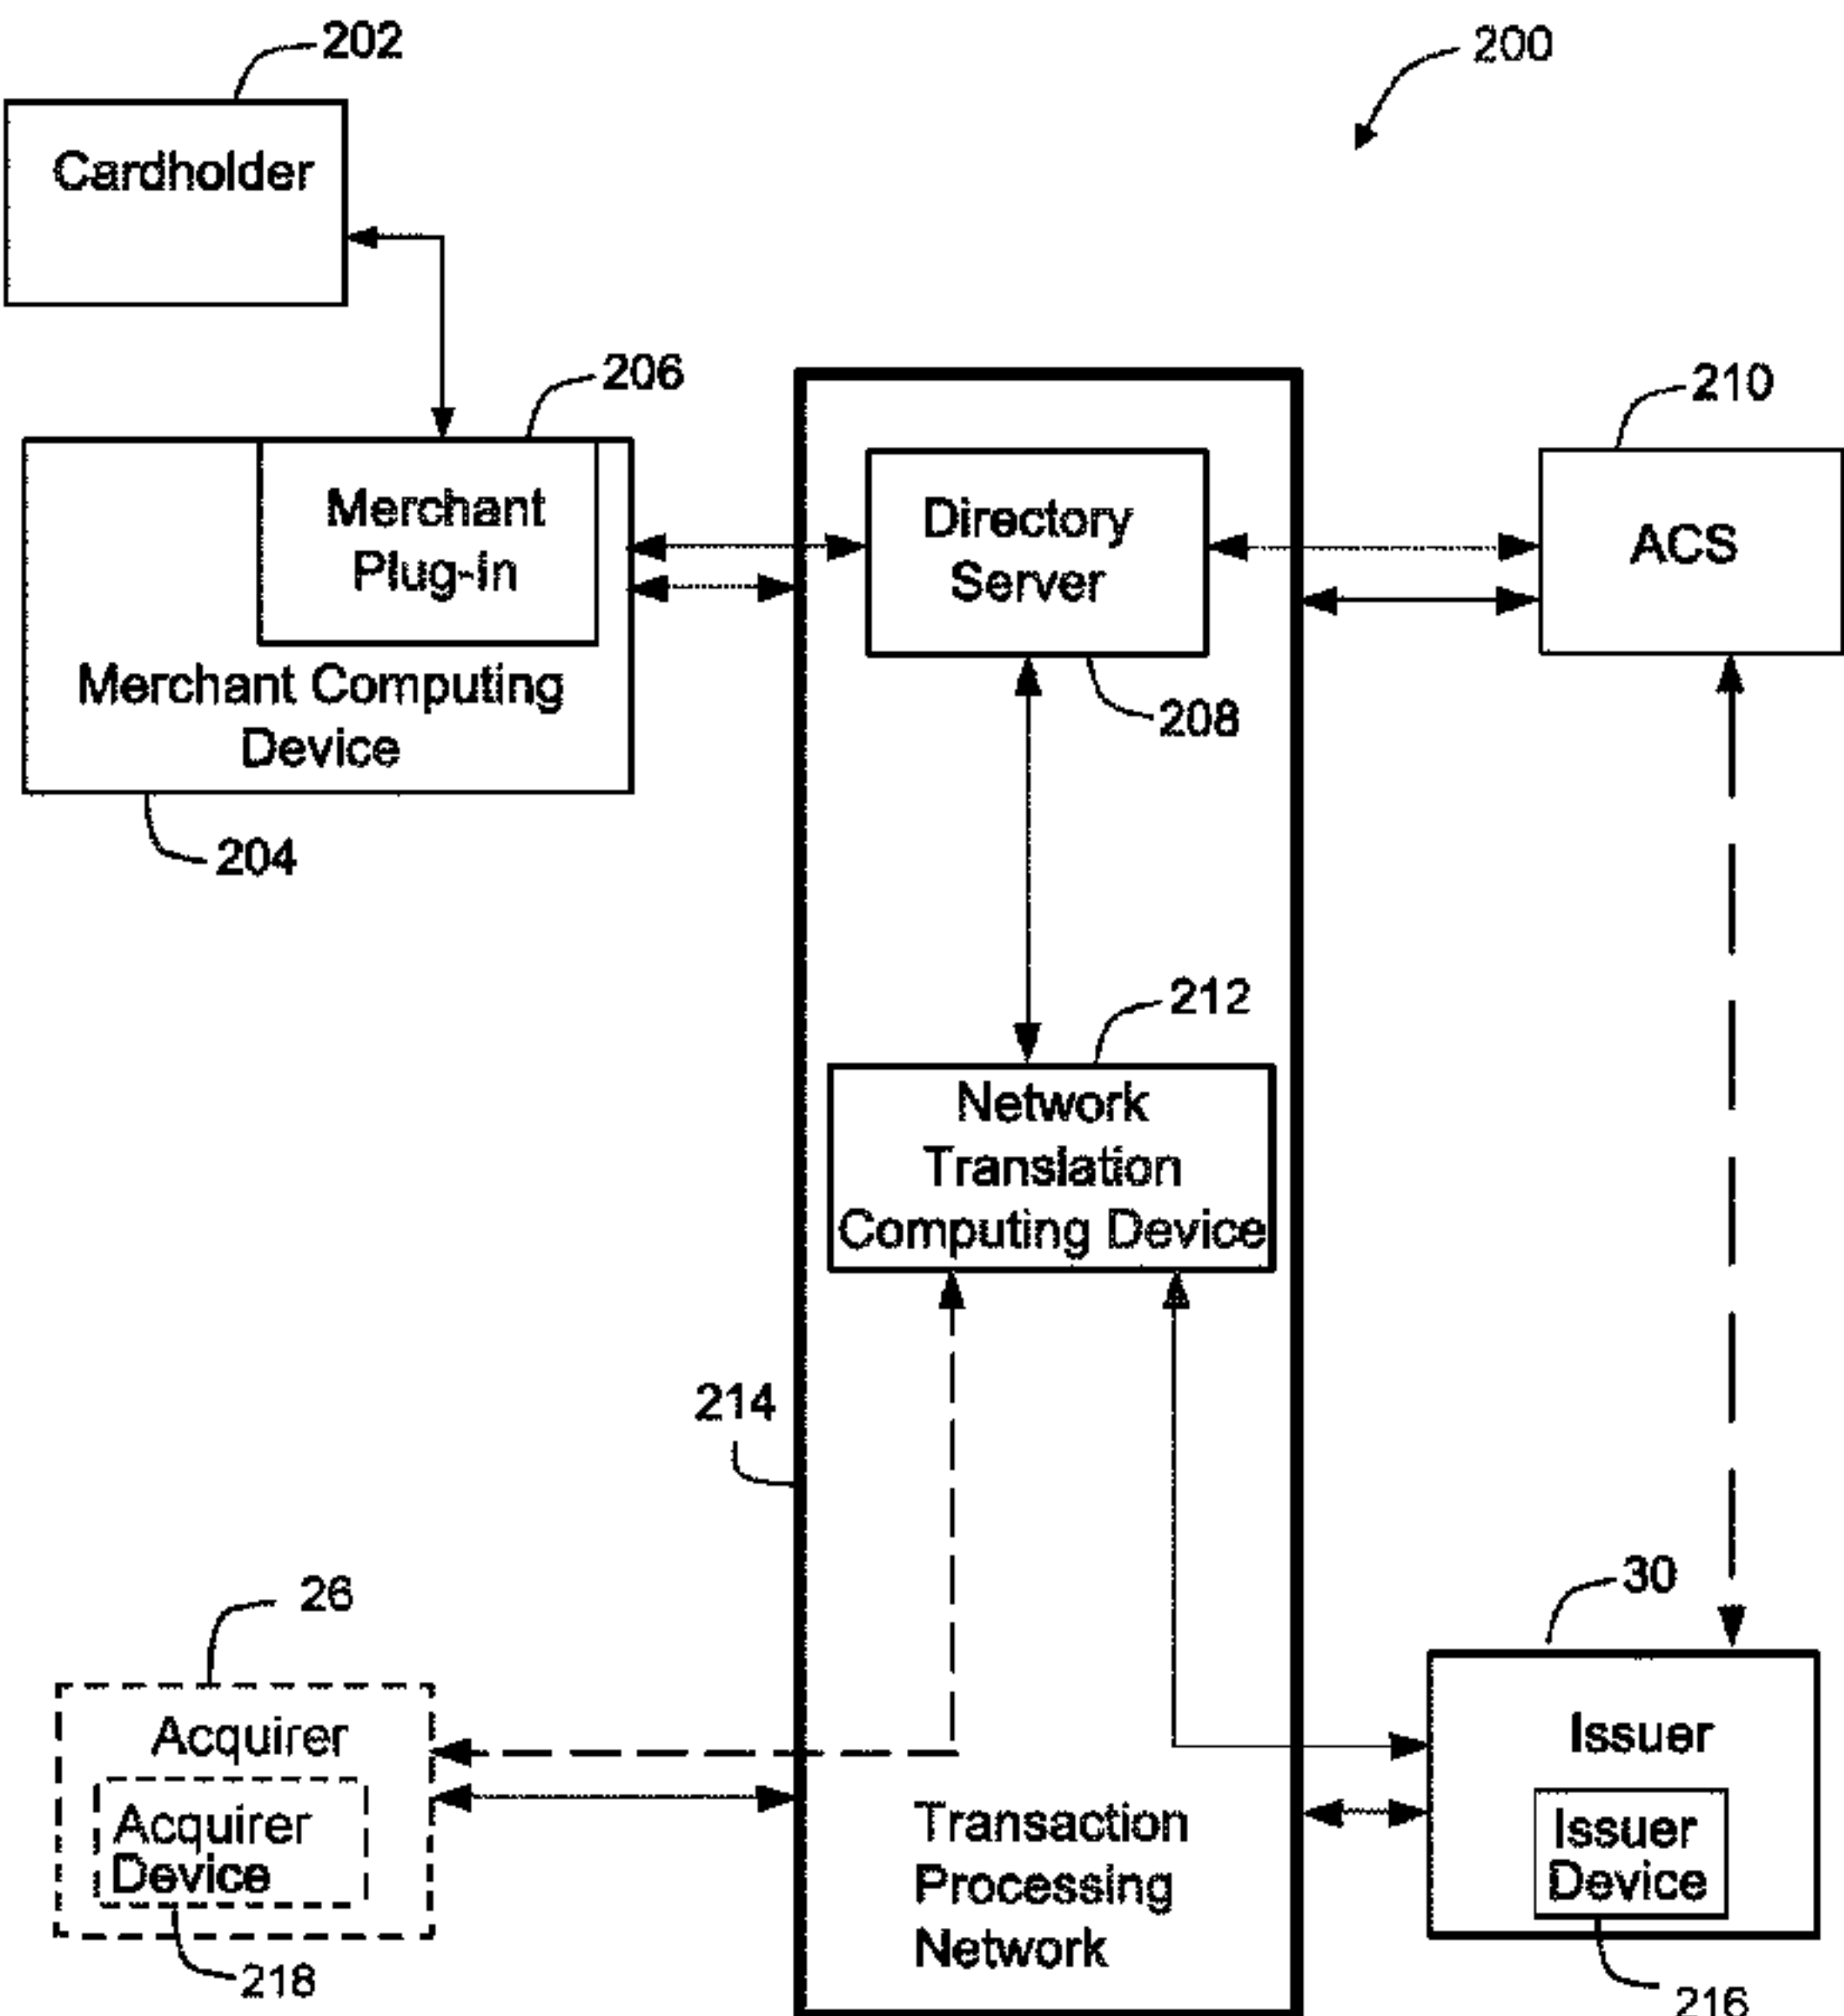 202
200
Cardholder
206
210
Merchant
Plug-in
Directory
Server
ACS
Merchant Computing
Device
208
204
212
Network
Translation
Computing Device
214
26
30
Acquirer
Issuer
Acquirer
Device
Transaction
Processing
Network
Issuer
Device
218
216